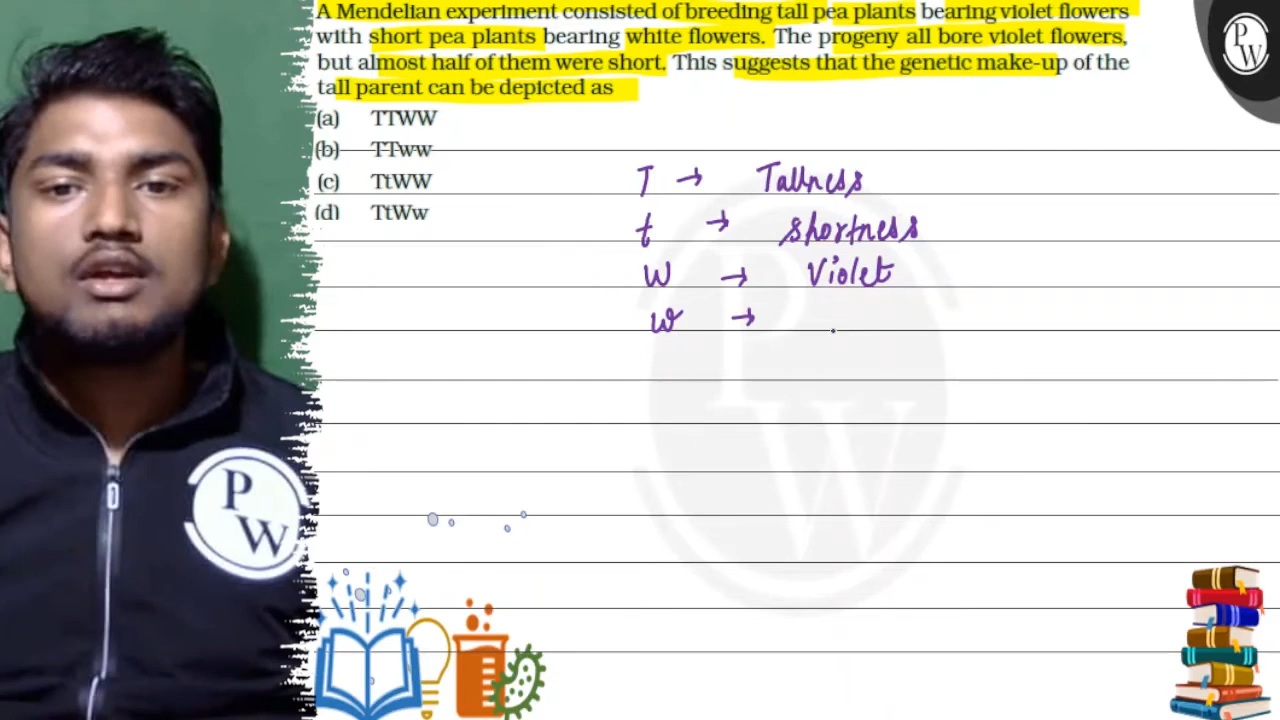 A Mendelian experiment consisted of breeding tall pea plants bearing violet flowers
with short pea plants bearing white flowers. The progeny all bore violet flowers,
but almost half of them were short. This suggests that the genetic make-up of the
tall parent can be depicted as
(a) TTWW
(b) TTww
(c) TtWW
(d) TtWw
T → Tallness
t → shortness
W → Violet
w →
P
W
P
W
P
W